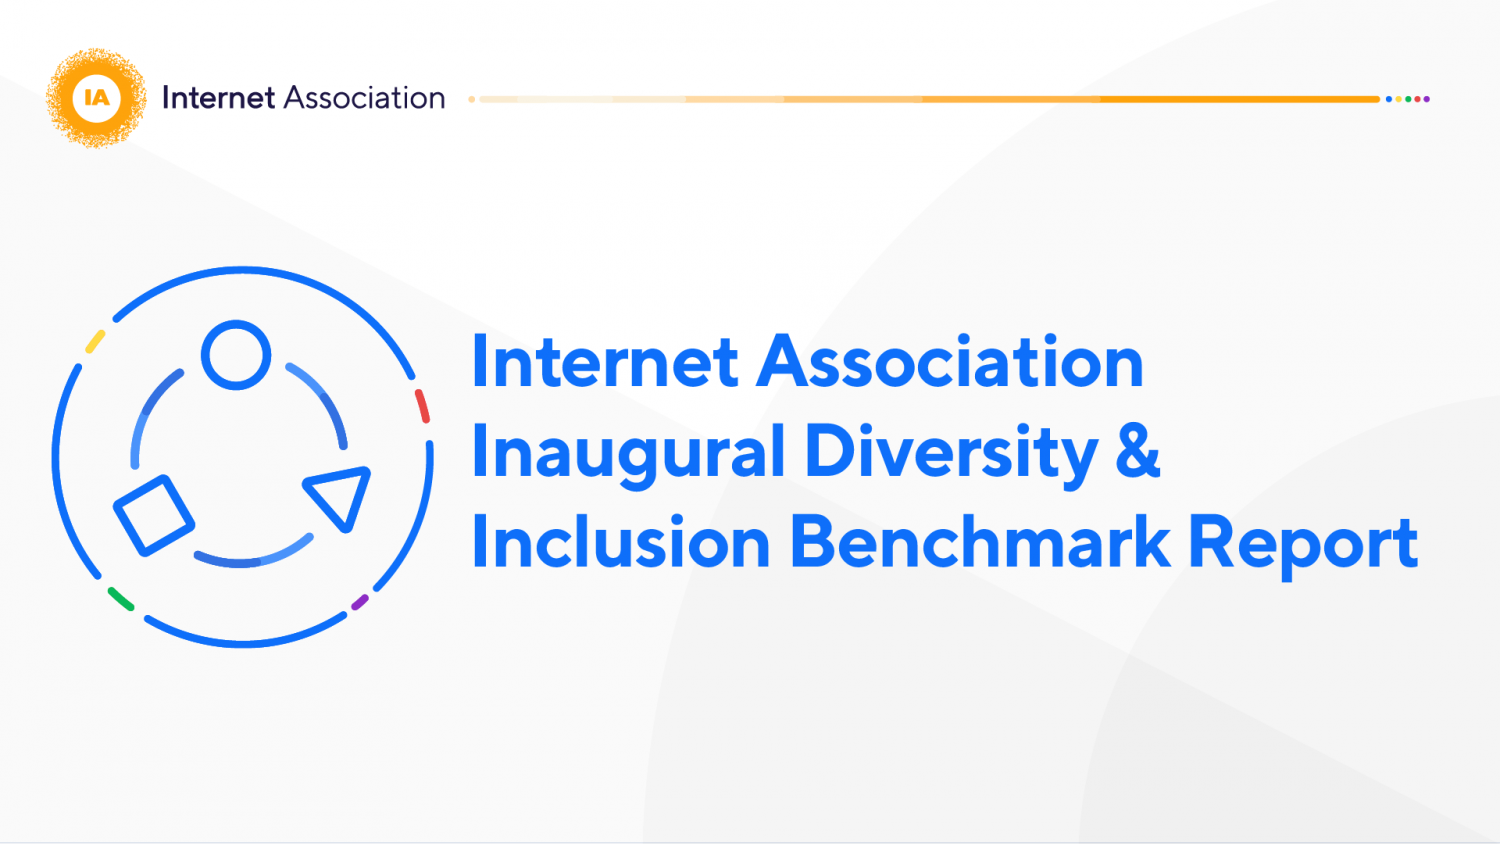 IA
Internet Association
Internet Association
Inaugural Diversity &
Inclusion Benchmark Report